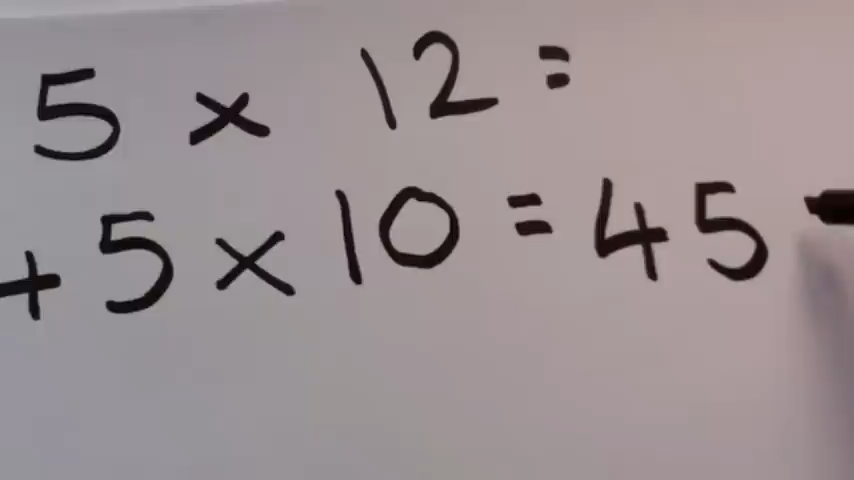 5 × 12 =
+ 5 × 10 = 45